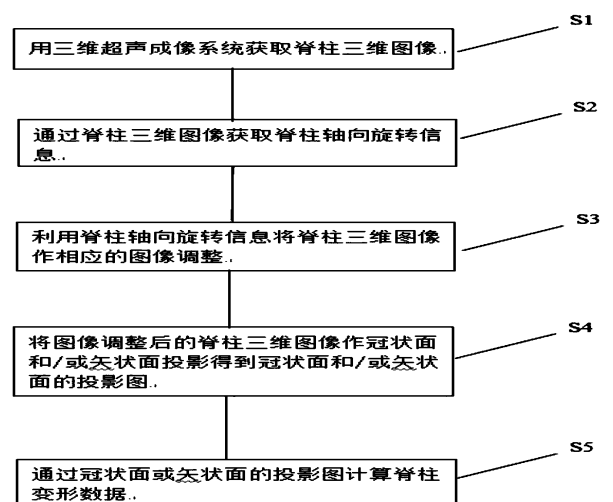 S1
用三维超声成像系统获取脊柱三维图像.
S2
通过脊柱三维图像获取脊柱轴向旋转信
息.
S3
利用脊柱轴向旋转信息将脊柱三维图像
作相应的图像调整.
S4
将图像调整后的脊柱三维图像作冠状面
和/或矢状面投影得到冠状面和/或矢状
面的投影图.
S5
通过冠状面或矢状面的投影图计算脊柱
变形数据.